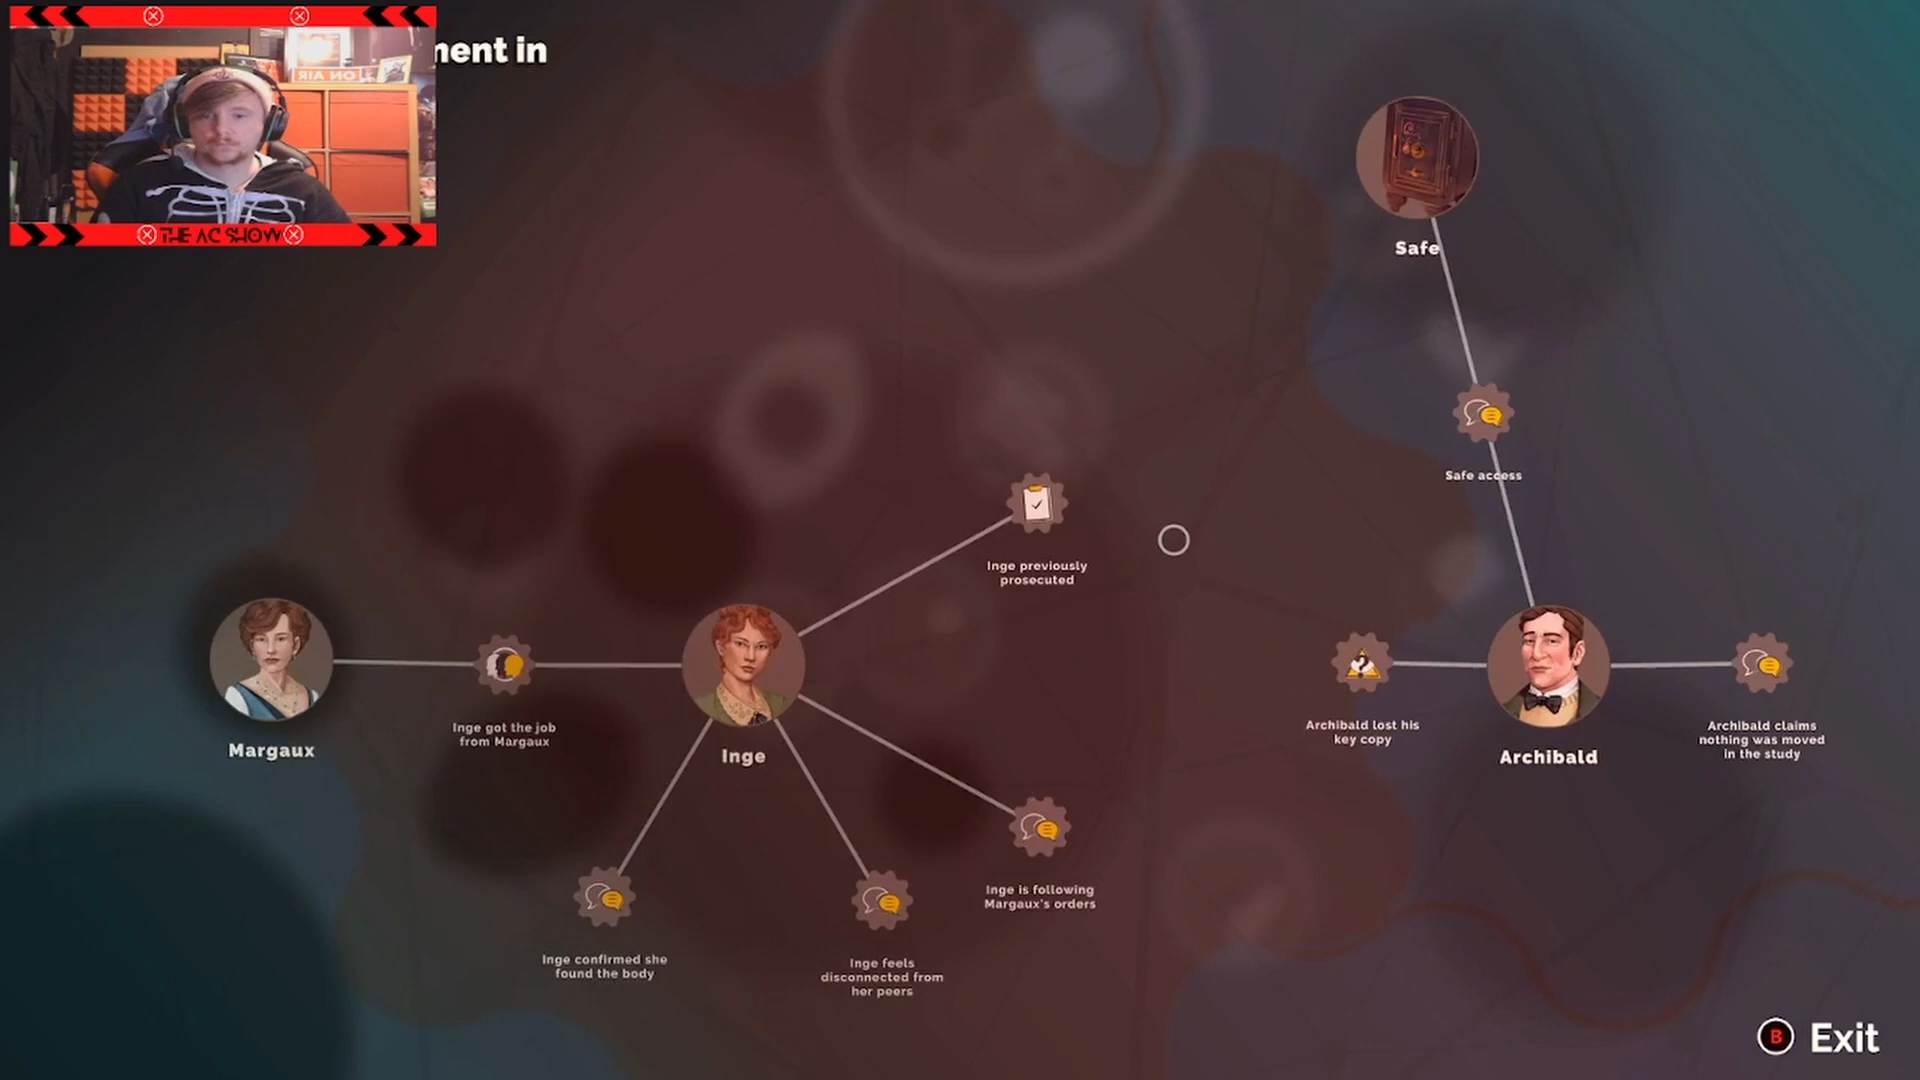 ment in
ON AIR
THE AC SHOW
Safe
Safe access
Inge previously
prosecuted
Margaux
Inge got the job
from Margaux
Inge
Archibald lost his
key copy
Archibald
Archibald claims
nothing was moved
in the study
Inge is following
Margaux's orders
Inge confirmed she
found the body
Inge feels
disconnected from
her peers
B Exit